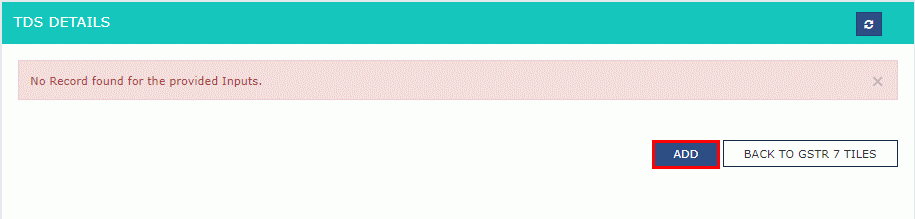 TDS DETAILS
No Record found for the provided Inputs. ×
ADD BACK TO GSTR 7 TILES